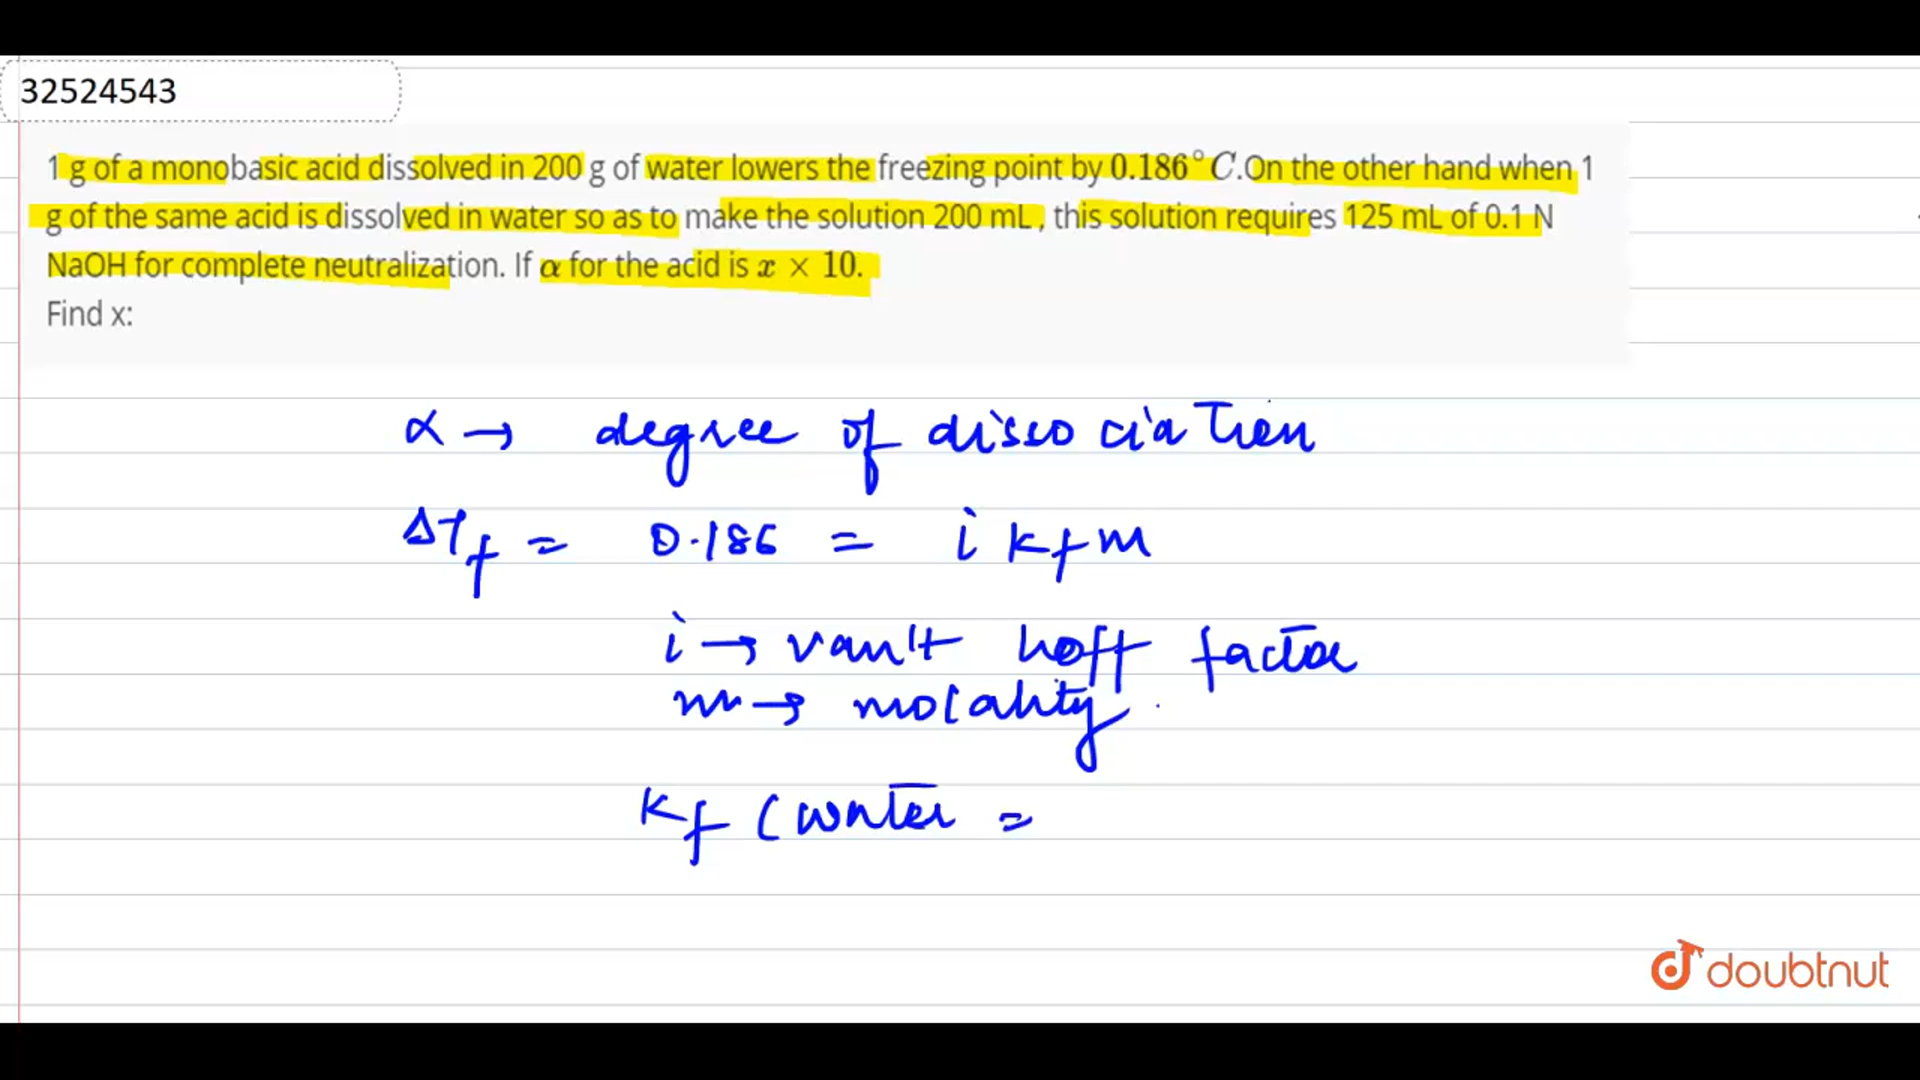 32524543
1 g of a monobasic acid dissolved in 200 g of water lowers the freezing point by 0.186°C.On the other hand when 1
g of the same acid is dissolved in water so as to make the solution 200 mL , this solution requires 125 mL of 0.1 N
NaOH for complete neutralization. If α for the acid is x × 10.
Find x:
α → degree of dissociation
ΔTf = 0.186 = i kf m
i → van't hoff factor
m → molality.
kf (water =
doubtnut